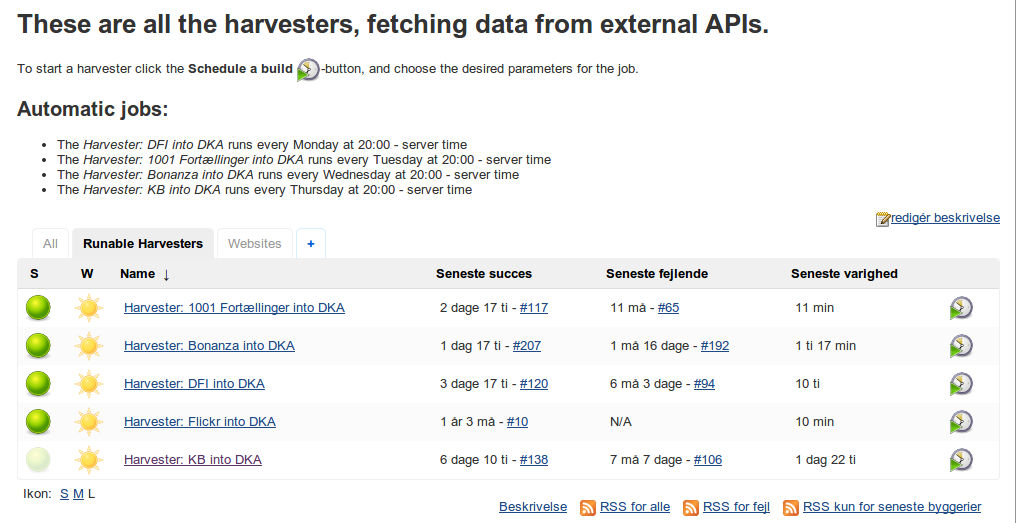 These are all the harvesters, fetching data from external APIs.
To start a harvester click the Schedule a build -button, and choose the desired parameters for the job.
Automatic jobs:
• The Harvester: DFI into DKA runs every Monday at 20:00 - server time
• The Harvester: 1001 Fortællinger into DKA runs every Tuesday at 20:00 - server time
• The Harvester: Bonanza into DKA runs every Wednesday at 20:00 - server time
• The Harvester: KB into DKA runs every Thursday at 20:00 - server time
redigér beskrivelse
All Runable Harvesters Websites +
S W Name ↓ Seneste succes Seneste fejlende Seneste varighed
Harvester: 1001 Fortællinger into DKA 2 dage 17 ti - #117 11 må - #65 11 min
Harvester: Bonanza into DKA 1 dag 17 ti - #207 1 må 16 dage - #192 1 ti 17 min
Harvester: DFI into DKA 3 dage 17 ti - #120 6 må 3 dage - #94 10 ti
Harvester: Flickr into DKA 1 år 3 må - #10 N/A 10 min
Harvester: KB into DKA 6 dage 10 ti - #138 7 må 7 dage - #106 1 dag 22 ti
Ikon: S M L
Beskrivelse RSS for alle RSS for fejl RSS kun for seneste byggerier